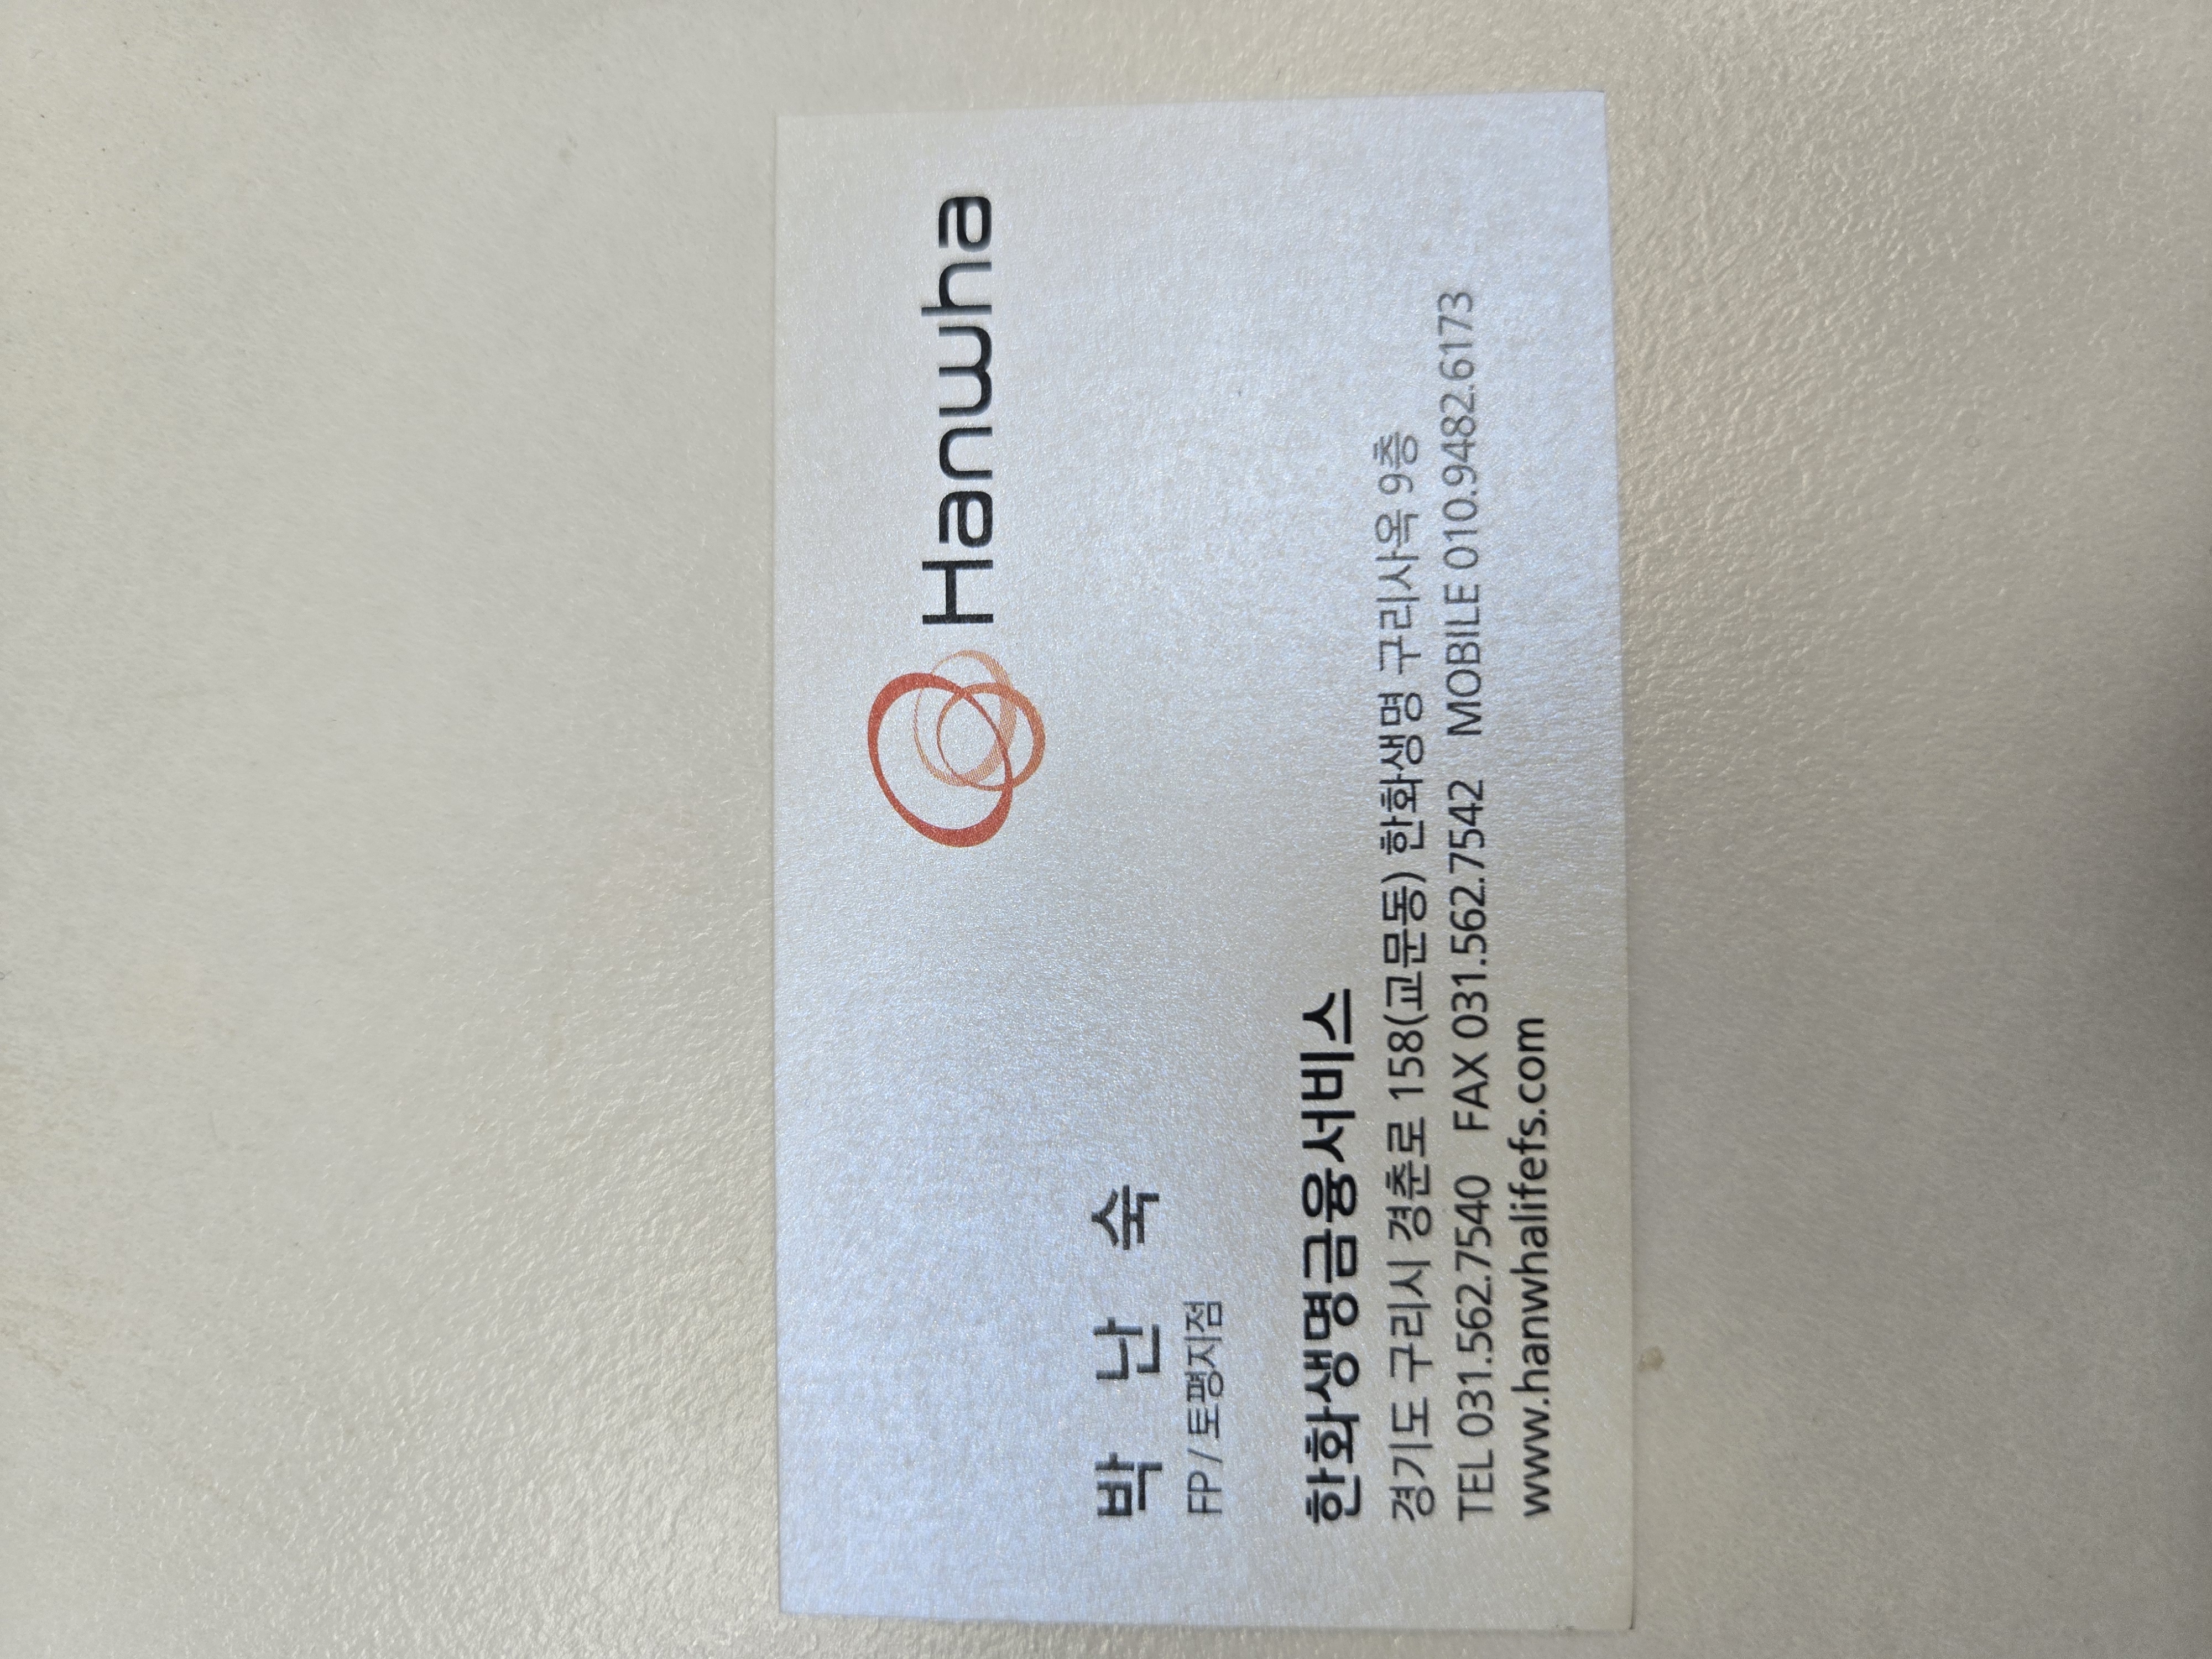 Hanwha
박 난 숙
FP / 토평지점
한화생명금융서비스
경기도 구리시 경춘로 158(교문동) 한화생명 구리사옥 9층
TEL 031.562.7540 FAX 031.562.7542 MOBILE 010.9482.6173
www.hanwhalifefs.com